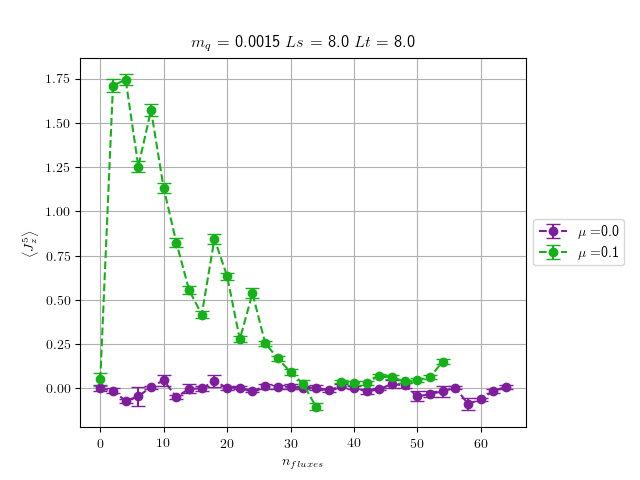 m_q = 0.0015 Ls = 8.0 Lt = 8.0
1.75
1.50
1.25
1.00
0.75
0.50
0.25
0.00
⟨J_z^5⟩
0 10 20 30 40 50 60
n_{fluxes}
μ =0.0
μ =0.1